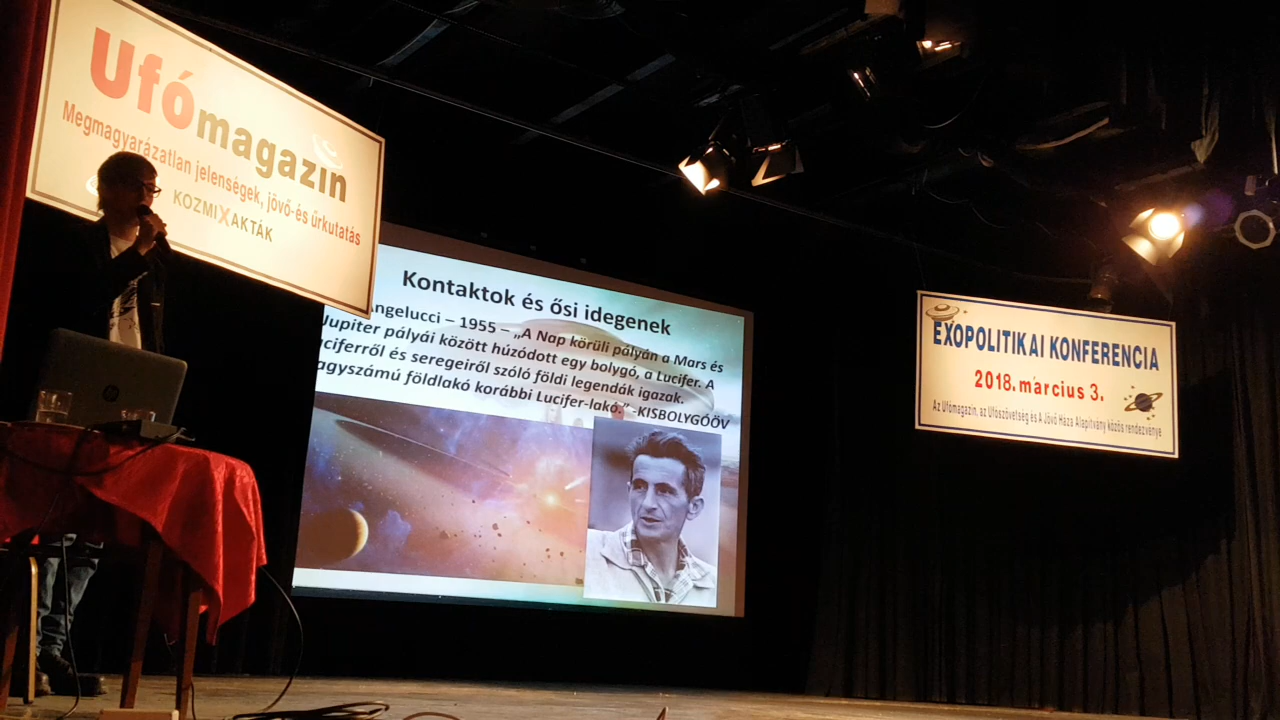 Ufómagazin
Megmagyarázatlan jelenségek, jövő-és űrkutatás
KOZMIXAKTÁK
Kontaktok és ősi idegenek
Angelucci – 1955 – „A Nap körüli pályán a Mars és
Jupiter pályái között húzódott egy bolygó, a Lucifer. A
uciferről és seregeiről szóló földi legendák igazak.
agyszámú földlakó korábbi Lucifer-lakó.” -KISBOLYGÓÖV
EXOPOLITIKAI KONFERENCIA
2018. március 3.
Az Ufómagazin, az Ufószövetség és A Jövő Háza Alapítvány közös rendezvénye